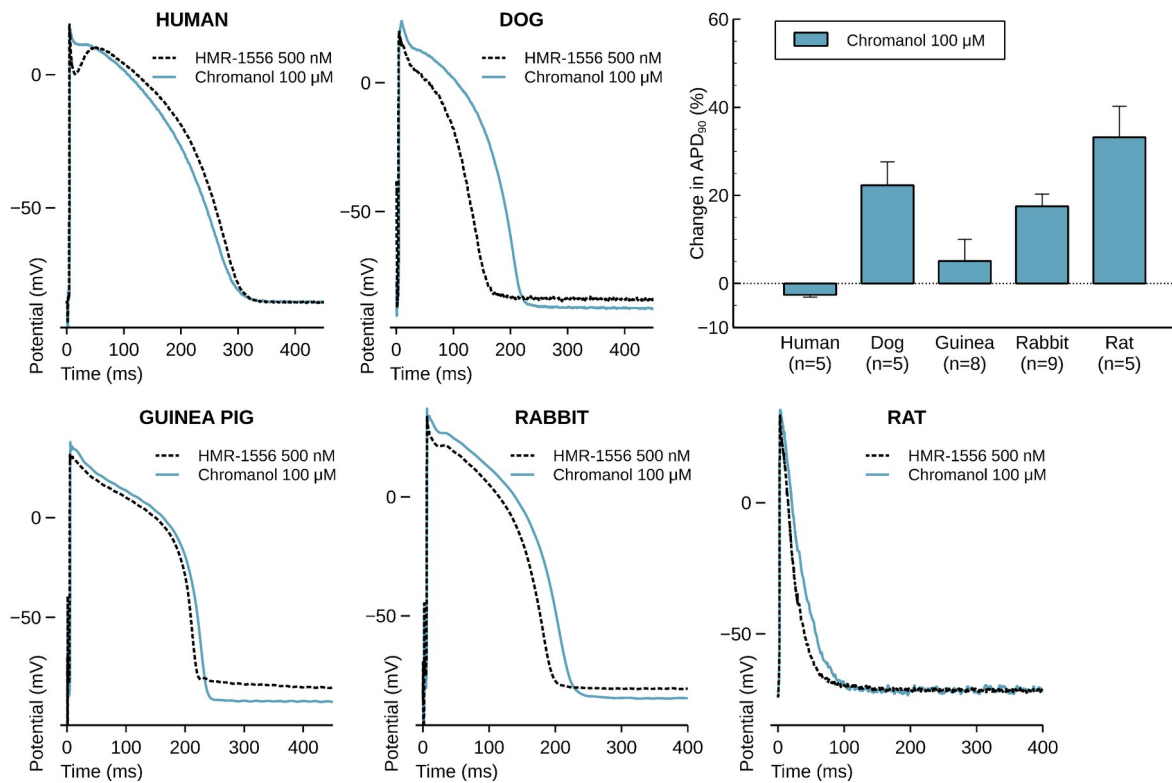 HUMAN
HMR-1556 500 nM
Chromanol 100 μM
0
−50
Potential (mV)
0 100 200 300 400
Time (ms)
DOG
HMR-1556 500 nM
Chromanol 100 μM
0
−50
Potential (mV)
0 100 200 300 400
Time (ms)
60
40
20
0
−10
Change in APD90 (%)
Chromanol 100 μM
Human Dog Guinea Rabbit Rat
(n=5) (n=5) (n=8) (n=9) (n=5)
GUINEA PIG
HMR-1556 500 nM
Chromanol 100 μM
0
−50
Potential (mV)
0 100 200 300 400
Time (ms)
RABBIT
HMR-1556 500 nM
Chromanol 100 μM
0
−50
Potential (mV)
0 100 200 300 400
Time (ms)
RAT
HMR-1556 500 nM
Chromanol 100 μM
0
−50
Potential (mV)
0 100 200 300 400
Time (ms)